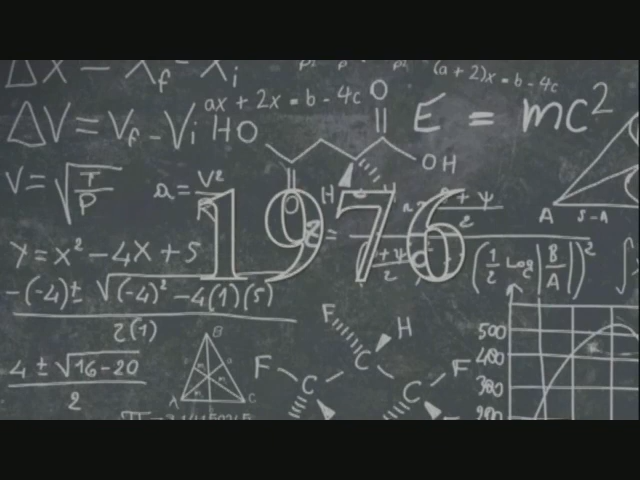 ΔX – X_f – X_i
(a+2)x = b-4c
ax + 2x = b - 4c
ΔV = V_f - V_i
HO
O
OH
E = mc²
V = √(T/P)
a = V²/R
H
1976
A
S-A
y = x² - 4x + 5
(1/2 Log|B/A|)²
-(-4) ± √(-4)² - 4(1)(5)
2(1)
F
H
C
500
B
4 ± √16-20
2
F
C
C
F
400
300
A
C
200